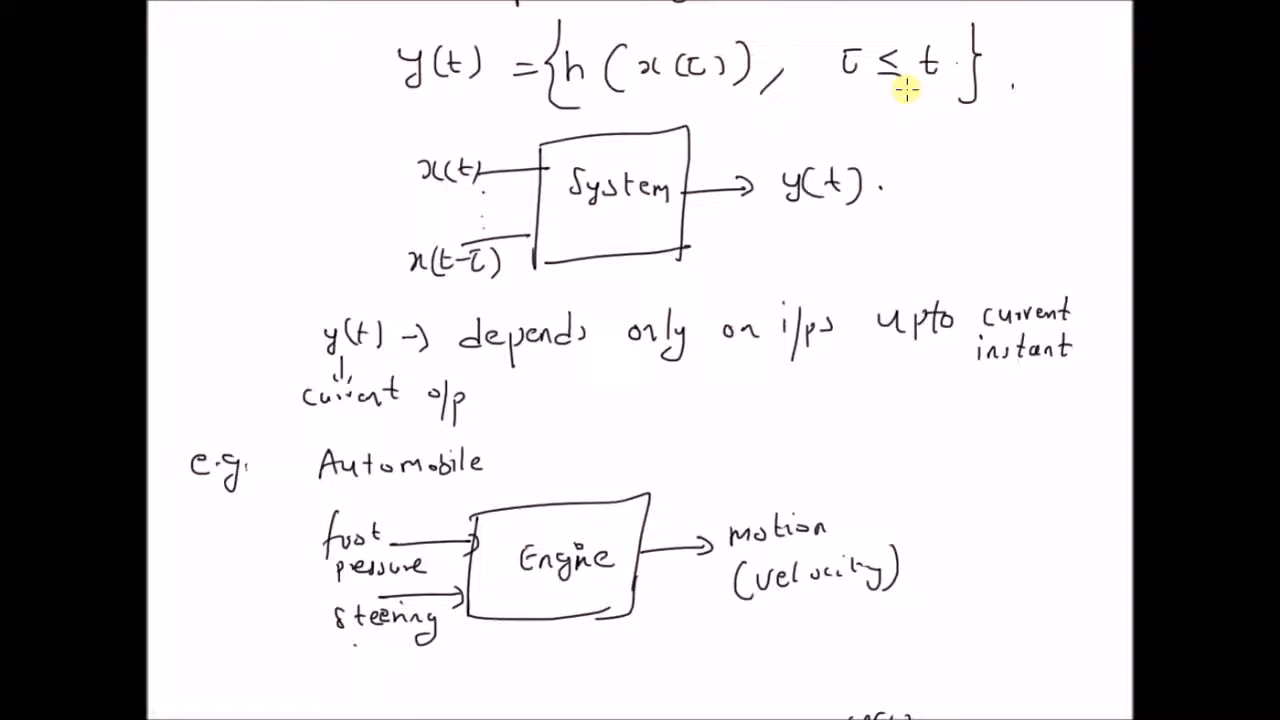 y(t) = {h(x(τ)), τ ≤ t}.
x(t)
System
y(t).
x(t-τ)
y(t) → depends only on i/ps upto current instant
current o/p
e.g. Automobile
foot pressure
Engine
motion (velocity)
steering